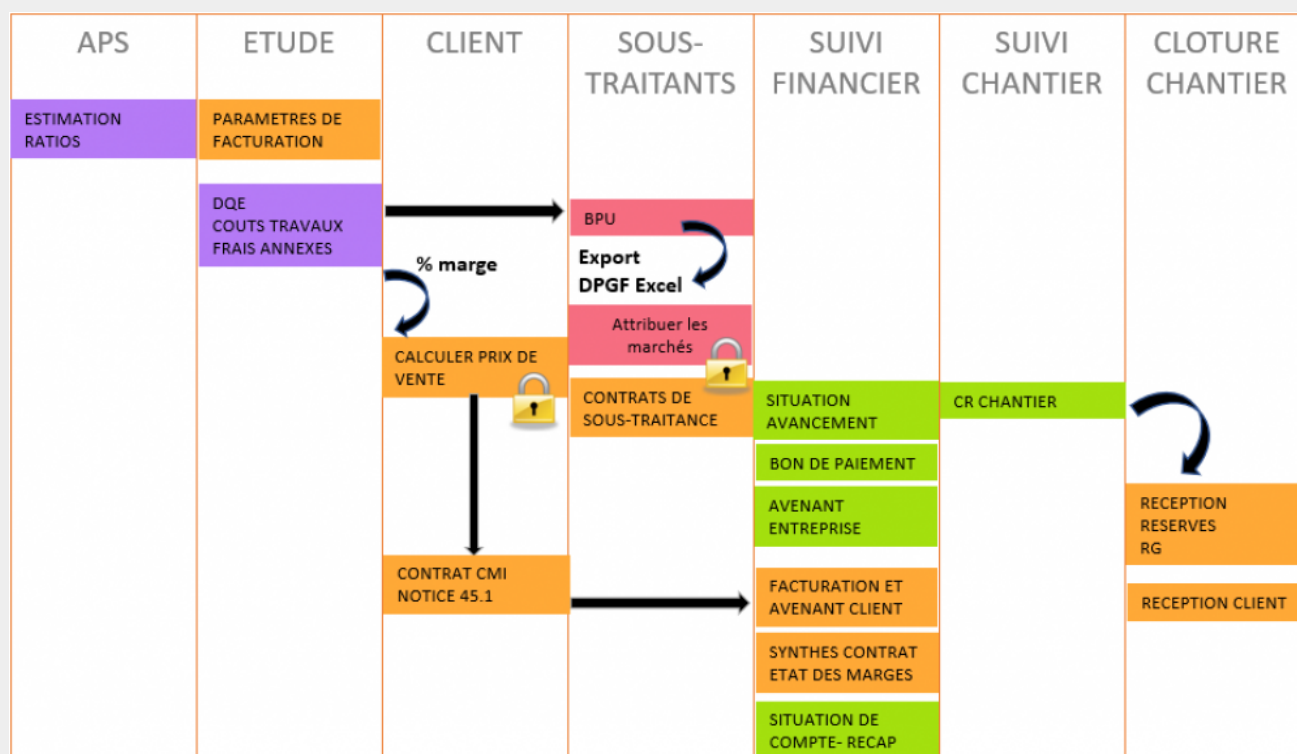 APS
ETUDE
CLIENT
SOUS-
TRAITANTS
SUIVI
FINANCIER
SUIVI
CHANTIER
CLOTURE
CHANTIER
ESTIMATION
RATIOS
PARAMETRES DE
FACTURATION
DQE
COUTS TRAVAUX
FRAIS ANNEXES
% marge
CALCULER PRIX DE
VENTE
CONTRAT CMI
NOTICE 45.1
BPU
Export
DPGF Excel
Attribuer les
marchés
CONTRATS DE
SOUS-TRAITANCE
SITUATION
AVANCEMENT
BON DE PAIEMENT
AVENANT
ENTREPRISE
FACTURATION ET
AVENANT CLIENT
SYNTHES CONTRAT
ETAT DES MARGES
SITUATION DE
COMPTE- RECAP
CR CHANTIER
RECEPTION
RESERVES
RG
RECEPTION CLIENT